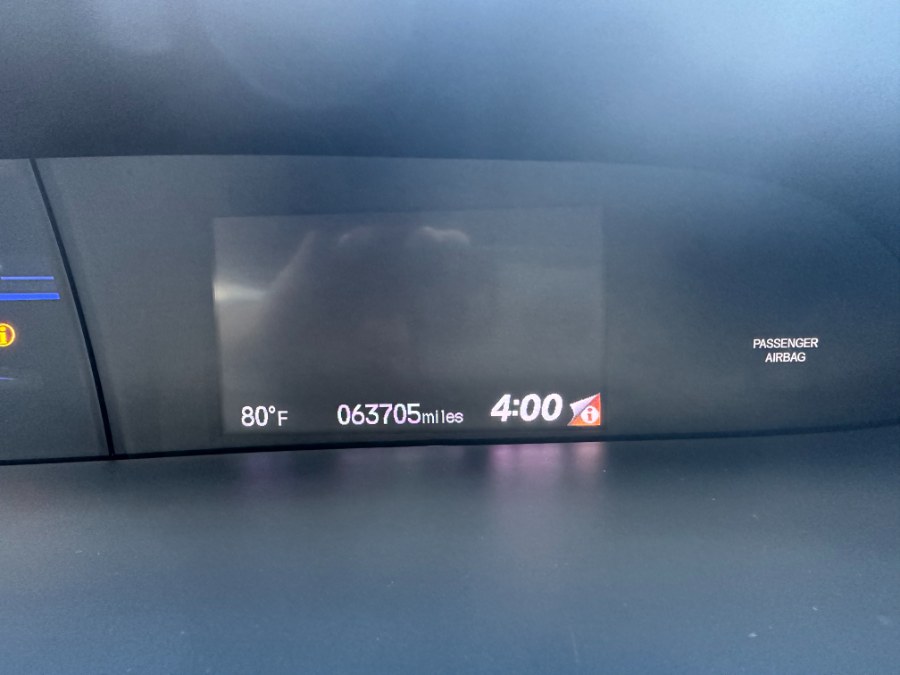 PASSENGER
AIRBAG
80°F 063705miles 4:00 i
i